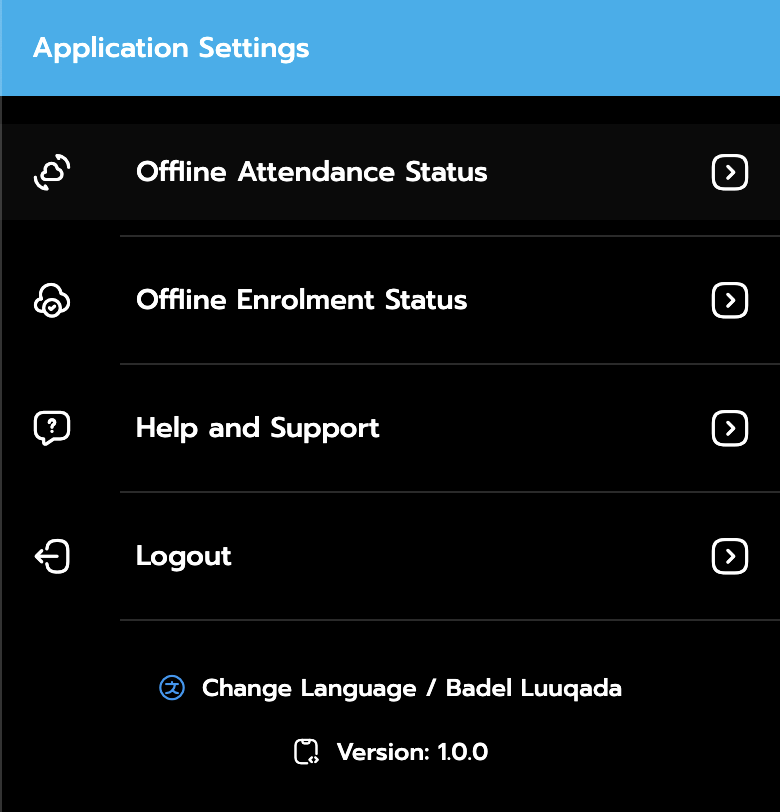 Application Settings
Offline Attendance Status
Offline Enrolment Status
Help and Support
Logout
Change Language / Badel Luuqada
Version: 1.0.0